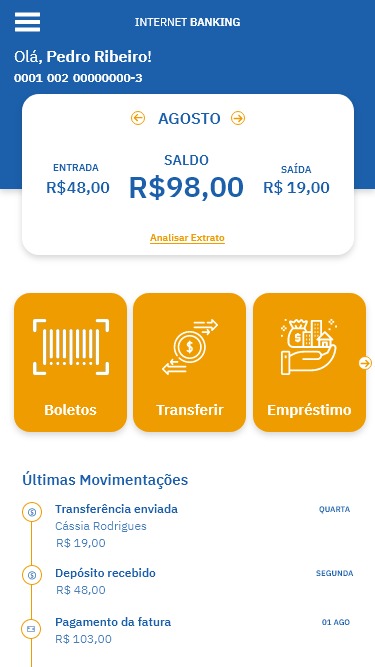 INTERNET BANKING
Olá, Pedro Ribeiro!
0001 002 00000000-3
AGOSTO
ENTRADA
R$48,00
SALDO
R$98,00
SAÍDA
R$ 19,00
Analisar Extrato
Boletos
Transferir
Empréstimo
Últimas Movimentações
Transferência enviada
QUARTA
Cássia Rodrigues
R$ 19,00
Depósito recebido
SEGUNDA
R$ 48,00
Pagamento da fatura
01 AGO
R$ 103,00